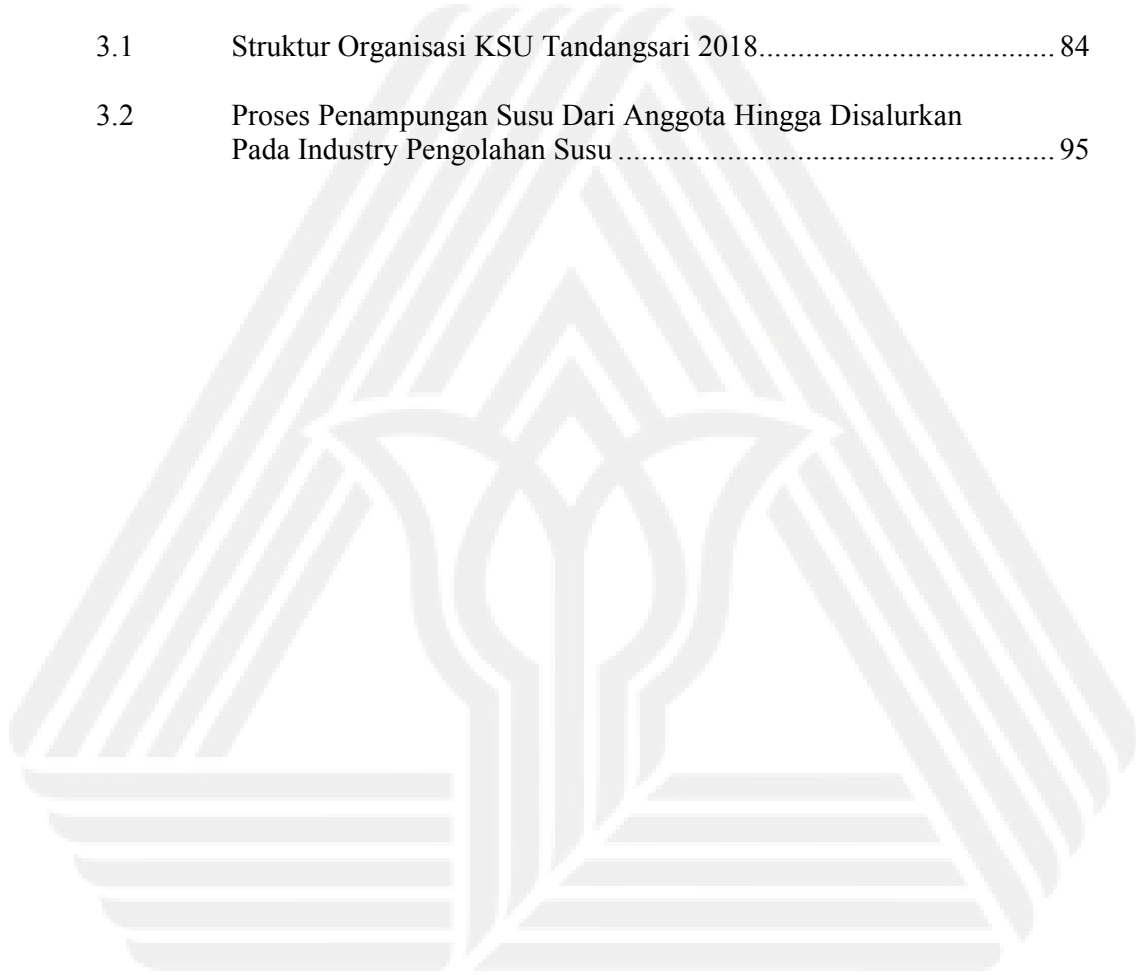 3.1 Struktur Organisasi KSU Tandangsari 2018.................................... 84
3.2 Proses Penampungan Susu Dari Anggota Hingga Disalurkan
Pada Industry Pengolahan Susu ..................................................... 95